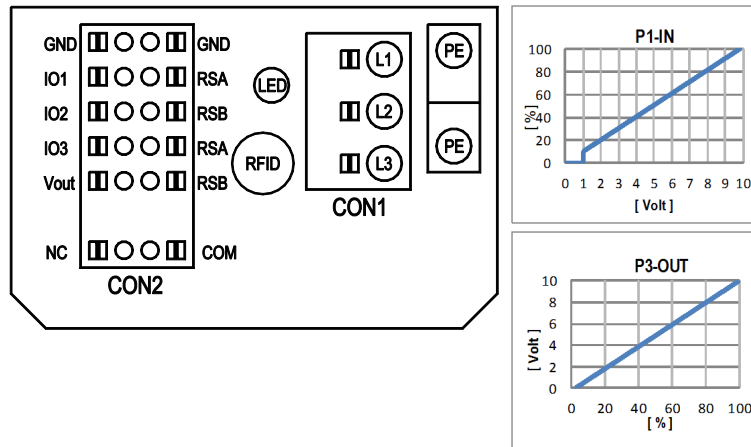 GND GND
IO1 RSA
IO2 RSB
IO3 RSA
Vout RSB
NC COM
CON2
LED
RFID
L1
L2
L3
CON1
PE
PE
P1-IN
[ %]
100
80
60
40
20
0
0 1 2 3 4 5 6 7 8 9 10
[ Volt ]
P3-OUT
[ Volt ]
10
8
6
4
2
0
0 20 40 60 80 100
[ % ]